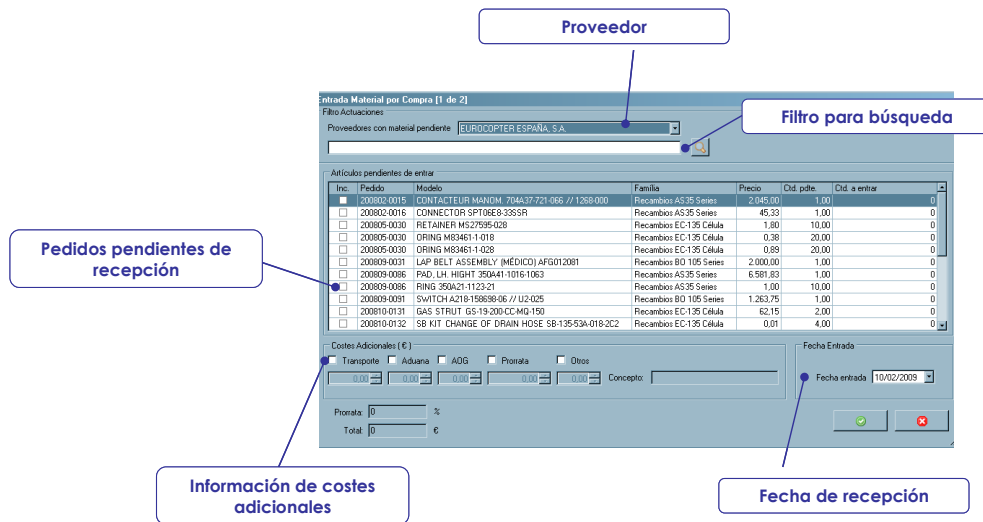 Proveedor
Entrada Material por Compra [1 de 2]
Filtro Actuaciones
Proveedores con material pendiente EUROCOPTER ESPAÑA, S.A.
Filtro para búsqueda
Artículos pendientes de entrar
Inc. Pedido Modelo Família Precio Ctd. pdte. Ctd. a entrar
200802-0015 CONTACTEUR MANOM. 704A37-721-066 // 1268-000 Recambios AS35 Series 2.045,00 1,00 0
200802-0016 CONNECTOR SPT06E8-33SSR Recambios AS35 Series 45,33 1,00 0
200805-0030 RETAINER MS27595-028 Recambios EC-135 Célula 1,80 10,00 0
200805-0030 ORING M83461-1-018 Recambios EC-135 Célula 0,38 20,00 0
200805-0030 ORING M83461-1-028 Recambios EC-135 Célula 0,89 20,00 0
200809-0031 LAP BELT ASSEMBLY (MÉDICO) AFG012081 Recambios BO 105 Series 2.000,00 1,00 0
200809-0086 PAD, LH. HIGHT 350A41-1016-1063 Recambios AS35 Series 6.581,83 1,00 0
200809-0086 RING 350A21-1123-21 Recambios AS35 Series 1,00 10,00 0
200809-0091 SWITCH A218-158698-06 // U2-025 Recambios BO 105 Series 1.263,75 1,00 0
200810-0131 GAS STRUT GS-19-200-CC-MQ-150 Recambios EC-135 Célula 62,15 2,00 0
200810-0132 SB KIT CHANGE OF DRAIN HOSE SB-135-53A-018-2C2 Recambios EC-135 Célula 0,01 4,00 0
Pedidos pendientes de
recepción
Costes Adicionales ( € )
Transporte Aduana AOG Prorrata Otros
0,00 0,00 0,00 0,00 0,00 Concepto:
Fecha Entrada
Fecha entrada 10/02/2009
Prorrata: 0 %
Total: 0 €
Información de costes
adicionales
Fecha de recepción